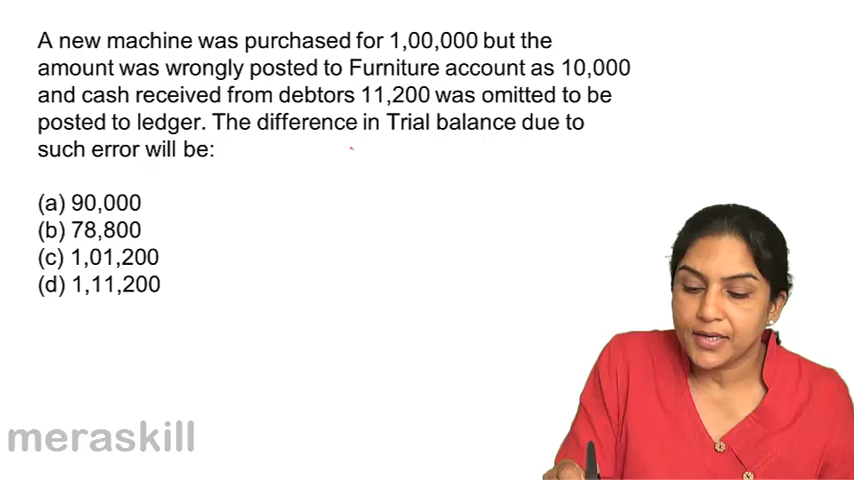 A new machine was purchased for 1,00,000 but the
amount was wrongly posted to Furniture account as 10,000
and cash received from debtors 11,200 was omitted to be
posted to ledger. The difference in Trial balance due to
such error will be:
(a) 90,000
(b) 78,800
(c) 1,01,200
(d) 1,11,200
meraskill